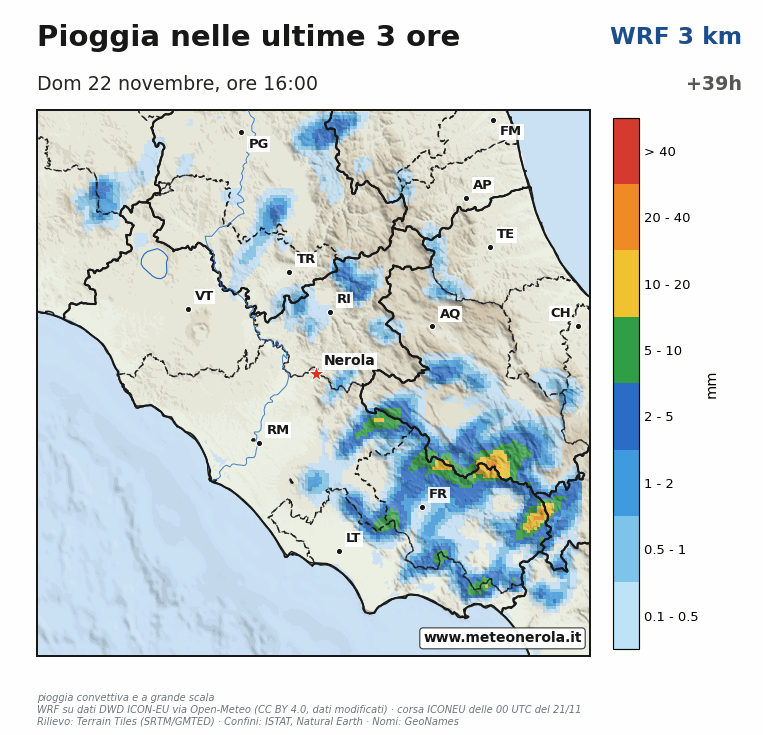 Pioggia nelle ultime 3 ore
WRF 3 km
Dom 22 novembre, ore 16:00
+39h
FM
PG
AP
TE
TR
VT
RI
AQ
CH
Nerola
RM
FR
LT
www.meteonerola.it
> 40
20 - 40
10 - 20
5 - 10
2 - 5
1 - 2
0.5 - 1
0.1 - 0.5
mm
pioggia convettiva e a grande scala
WRF su dati DWD ICON-EU via Open-Meteo (CC BY 4.0, dati modificati) · corsa ICONEU delle 00 UTC del 21/11
Rilievo: Terrain Tiles (SRTM/GMTED) · Confini: ISTAT, Natural Earth · Nomi: GeoNames